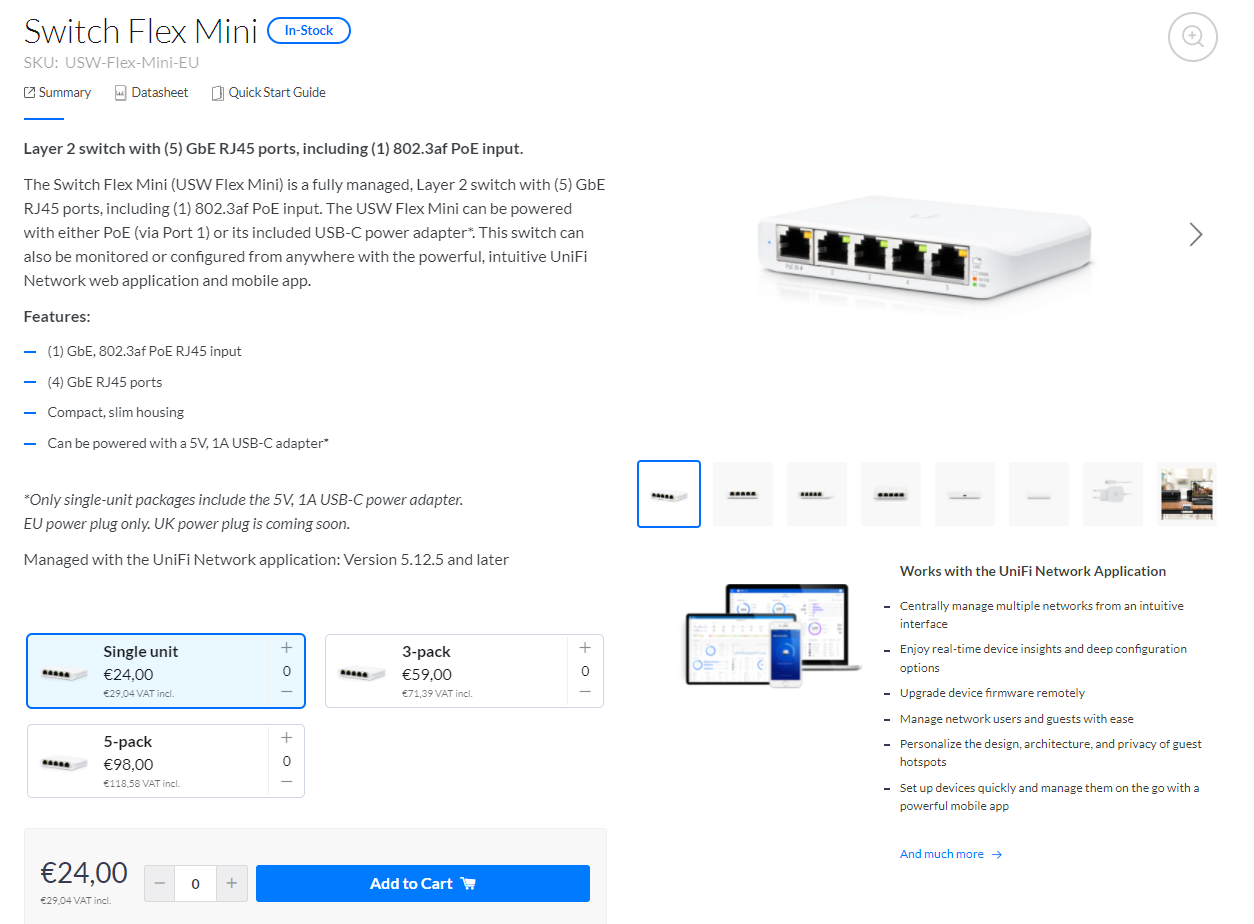 Switch Flex Mini In-Stock
SKU: USW-Flex-Mini-EU
Summary Datasheet Quick Start Guide
Layer 2 switch with (5) GbE RJ45 ports, including (1) 802.3af PoE input.
The Switch Flex Mini (USW Flex Mini) is a fully managed, Layer 2 switch with (5) GbE
RJ45 ports, including (1) 802.3af PoE input. The USW Flex Mini can be powered
with either PoE (via Port 1) or its included USB-C power adapter*. This switch can
also be monitored or configured from anywhere with the powerful, intuitive UniFi
Network web application and mobile app.
Features:
(1) GbE, 802.3af PoE RJ45 input
(4) GbE RJ45 ports
Compact, slim housing
Can be powered with a 5V, 1A USB-C adapter*
*Only single-unit packages include the 5V, 1A USB-C power adapter.
EU power plug only. UK power plug is coming soon.
Managed with the UniFi Network application: Version 5.12.5 and later
Single unit
€24,00
€29,04 VAT incl.
+
0
−
3-pack
€59,00
€71,39 VAT incl.
+
0
−
5-pack
€98,00
€118,58 VAT incl.
+
0
−
€24,00
€29,04 VAT incl.
− 0 +
Add to Cart
PoE IN
2
3
4
5
Works with the UniFi Network Application
– Centrally manage multiple networks from an intuitive
interface
– Enjoy real-time device insights and deep configuration
options
– Upgrade device firmware remotely
– Manage network users and guests with ease
– Personalize the design, architecture, and privacy of guest
hotspots
– Set up devices quickly and manage them on the go with a
powerful mobile app
And much more →